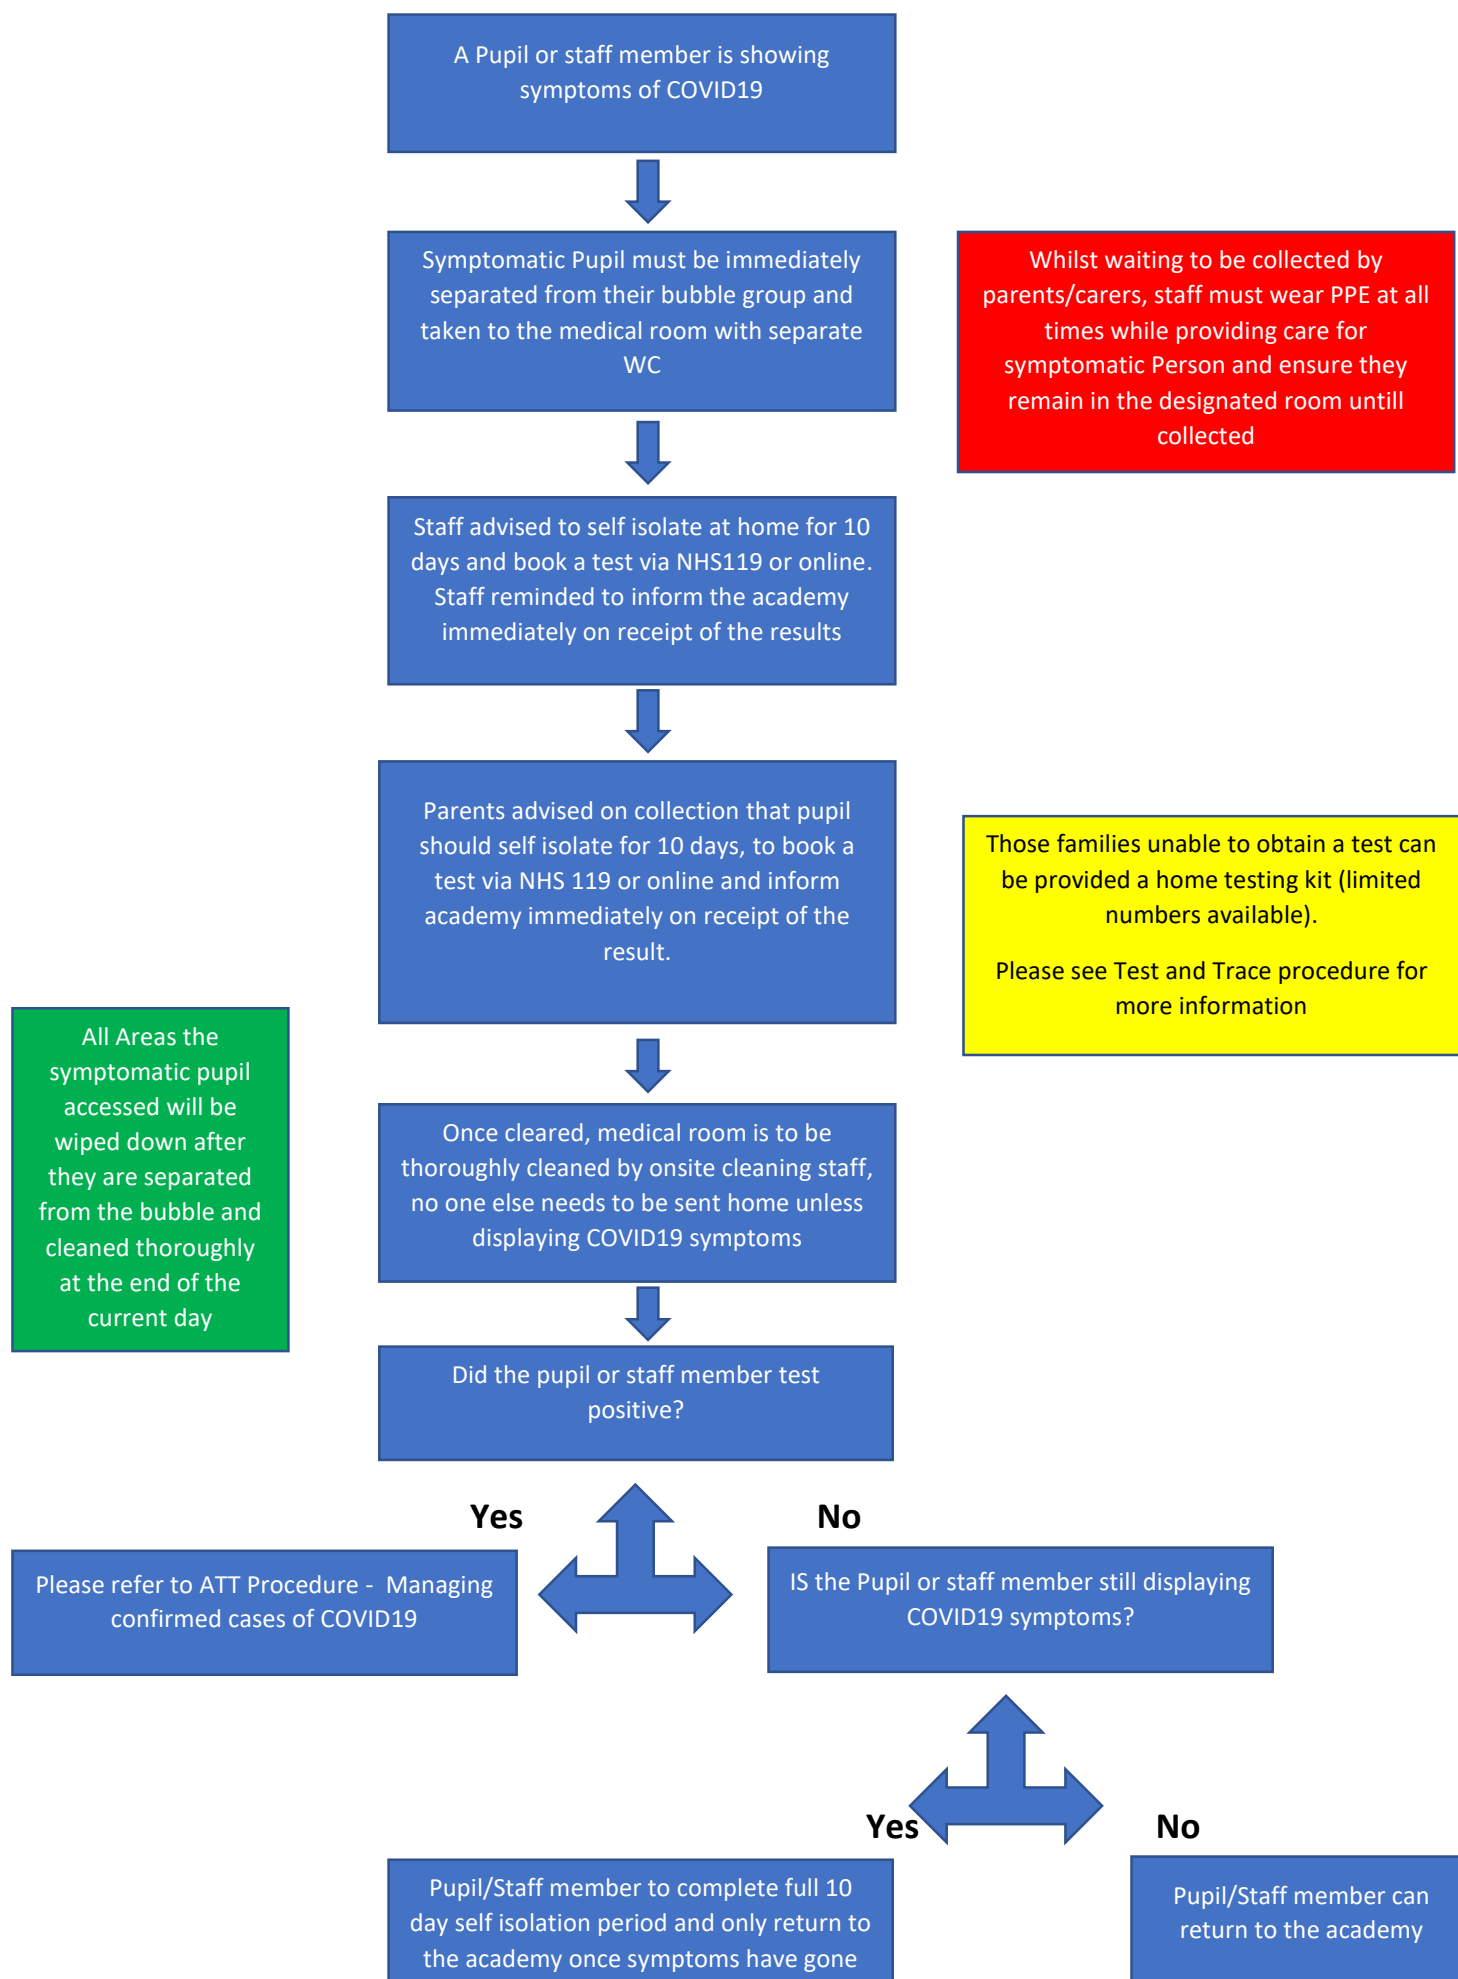 A Pupil or staff member is showing
symptoms of COVID19
Symptomatic Pupil must be immediately
separated from their bubble group and
taken to the medical room with separate
WC
Whilst waiting to be collected by
parents/carers, staff must wear PPE at all
times while providing care for
symptomatic Person and ensure they
remain in the designated room untill
collected
Staff advised to self isolate at home for 10
days and book a test via NHS119 or online.
Staff reminded to inform the academy
immediately on receipt of the results
Parents advised on collection that pupil
should self isolate for 10 days, to book a
test via NHS 119 or online and inform
academy immediately on receipt of the
result.
Those families unable to obtain a test can
be provided a home testing kit (limited
numbers available).
Please see Test and Trace procedure for
more information
All Areas the
symptomatic pupil
accessed will be
wiped down after
they are separated
from the bubble and
cleaned thoroughly
at the end of the
current day
Once cleared, medical room is to be
thoroughly cleaned by onsite cleaning staff,
no one else needs to be sent home unless
displaying COVID19 symptoms
Did the pupil or staff member test
positive?
Yes
No
Please refer to ATT Procedure -  Managing
confirmed cases of COVID19
IS the Pupil or staff member still displaying
COVID19 symptoms?
Yes
No
Pupil/Staff member to complete full 10
day self isolation period and only return to
the academy once symptoms have gone
Pupil/Staff member can
return to the academy